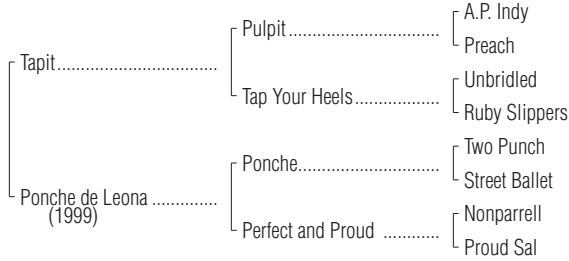 A.P. Indy
Pulpit
Preach
Tapit
Unbridled
Tap Your Heels
Ruby Slippers
Two Punch
Ponche
Street Ballet
Ponche de Leona
(1999)
Nonparrell
Perfect and Proud
Proud Sal